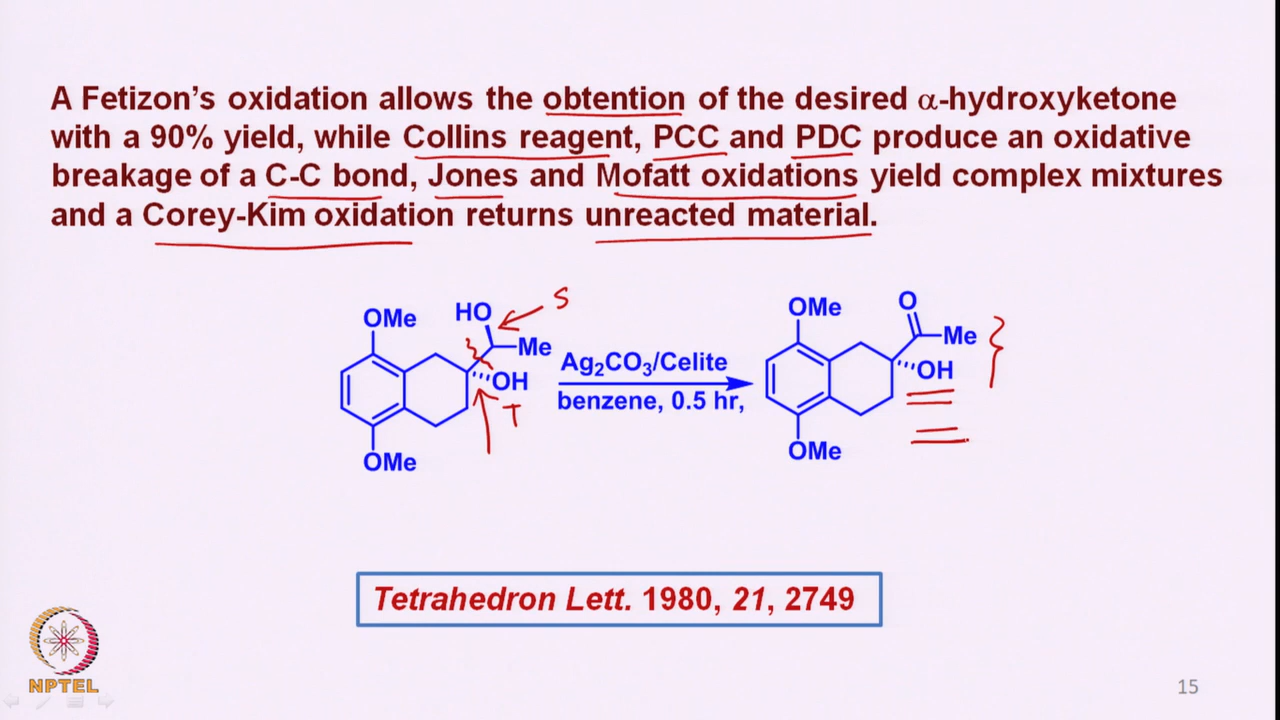 A Fetizon's oxidation allows the obtention of the desired α-hydroxyketone
with a 90% yield, while Collins reagent, PCC and PDC produce an oxidative
breakage of a C-C bond, Jones and Mofatt oxidations yield complex mixtures
and a Corey-Kim oxidation returns unreacted material.
OMe
HO
S
Me
OH
T
OMe
Ag2CO3/Celite
benzene, 0.5 hr,
OMe
O
Me
OH
OMe
Tetrahedron Lett. 1980, 21, 2749
NPTEL
15